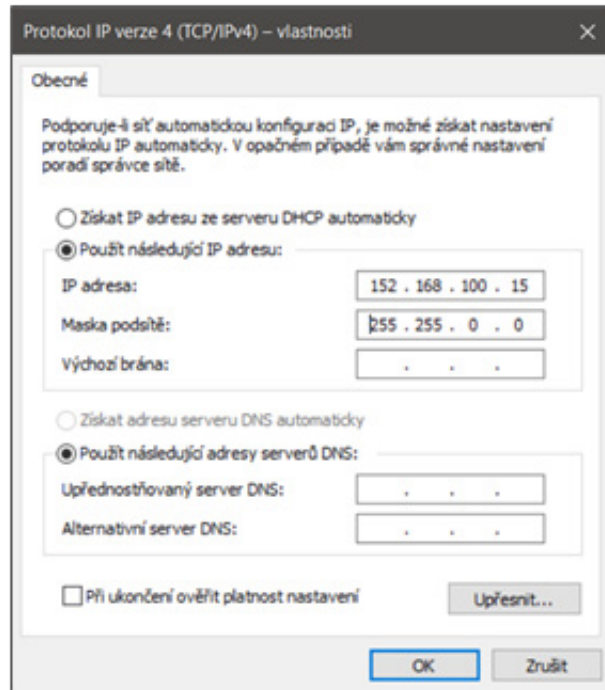 Protokol IP verze 4 (TCP/IPv4) – vlastnosti
Obecné
Podporuje-li síť automatickou konfiguraci IP, je možné získat nastavení
protokolu IP automaticky. V opačném případě vám správné nastavení
poradí správce sítě.
Získat IP adresu ze serveru DHCP automaticky
Použít následující IP adresu:
IP adresa: 152 . 168 . 100 . 15
Maska podsítě: 255 . 255 . 0 . 0
Výchozí brána: . . .
Získat adresu serveru DNS automaticky
Použít následující adresy serverů DNS:
Upřednostňovaný server DNS: . . .
Alternativní server DNS: . . .
Při ukončení ověřit platnost nastavení Upřesnit...
OK Zrušit